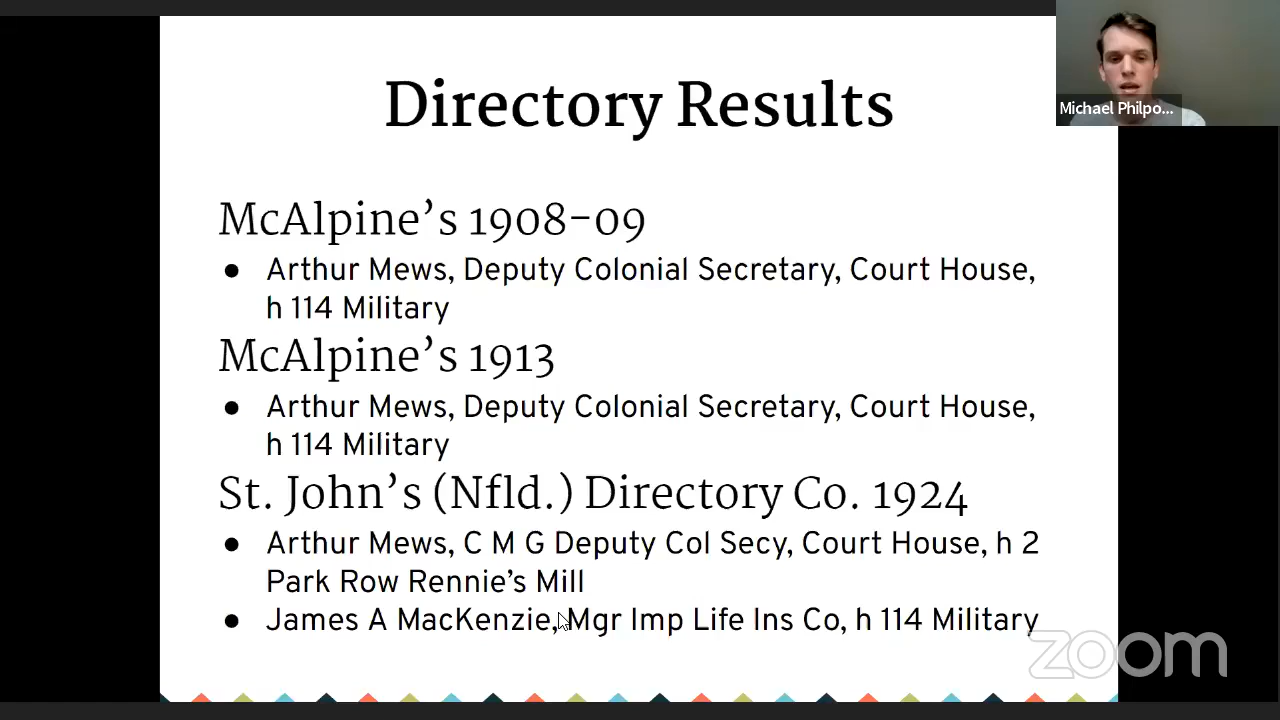 Directory Results
Michael Philpo...
McAlpine’s 1908-09
● Arthur Mews, Deputy Colonial Secretary, Court House,
h 114 Military
McAlpine’s 1913
● Arthur Mews, Deputy Colonial Secretary, Court House,
h 114 Military
St. John’s (Nfld.) Directory Co. 1924
● Arthur Mews, C M G Deputy Col Secy, Court House, h 2
Park Row Rennie’s Mill
● James A MacKenzie, Mgr Imp Life Ins Co, h 114 Military
zoom